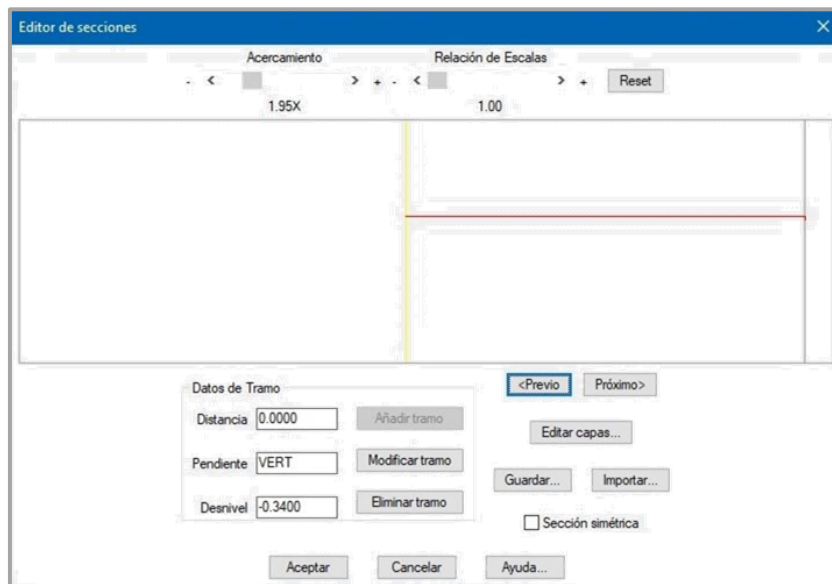 Editor de secciones
Acercamiento Relación de Escalas
- < > + - < > + Reset
1.95X 1.00
Datos de Tramo
<Previo Próximo>
Distancia 0.0000 Añadir tramo
Editar capas...
Pendiente VERT Modificar tramo
Guardar... Importar...
Desnivel -0.3400 Eliminar tramo
Sección simétrica
Aceptar Cancelar Ayuda...